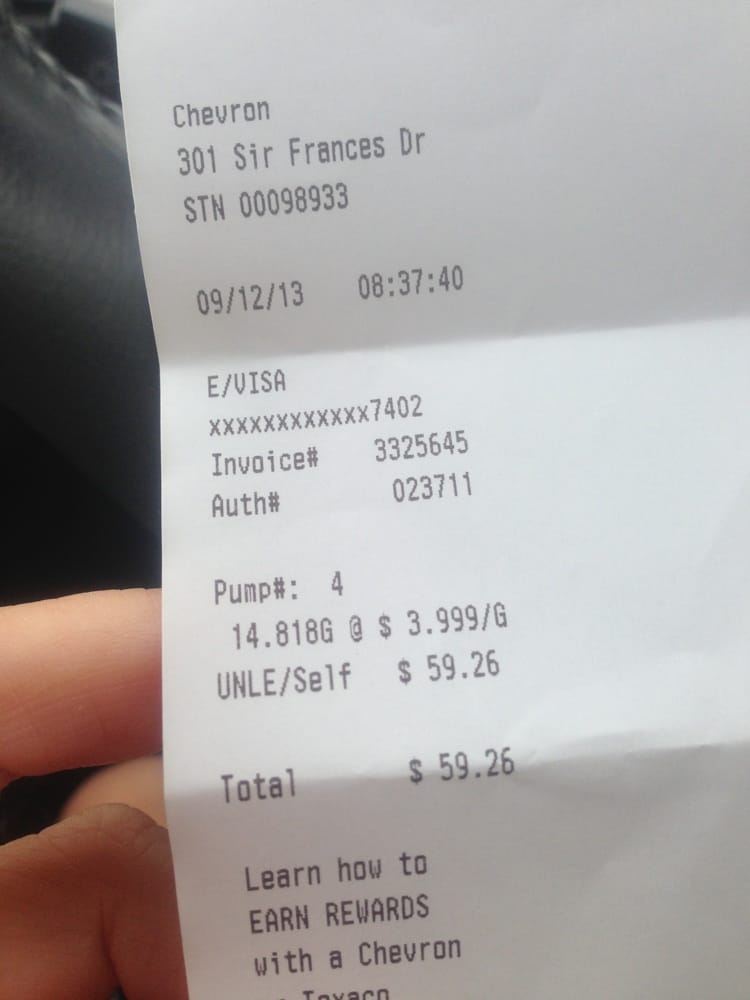 Chevron
301 Sir Frances Dr
STN 00098933
09/12/13 08:37:40
E/VISA
xxxxxxxxxxxx7402
Invoice# 3325645
Auth# 023711
Pump#: 4
14.818G @ $ 3.999/G
UNLE/Self $ 59.26
Total $ 59.26
Learn how to
EARN REWARDS
with a Chevron
Texaco